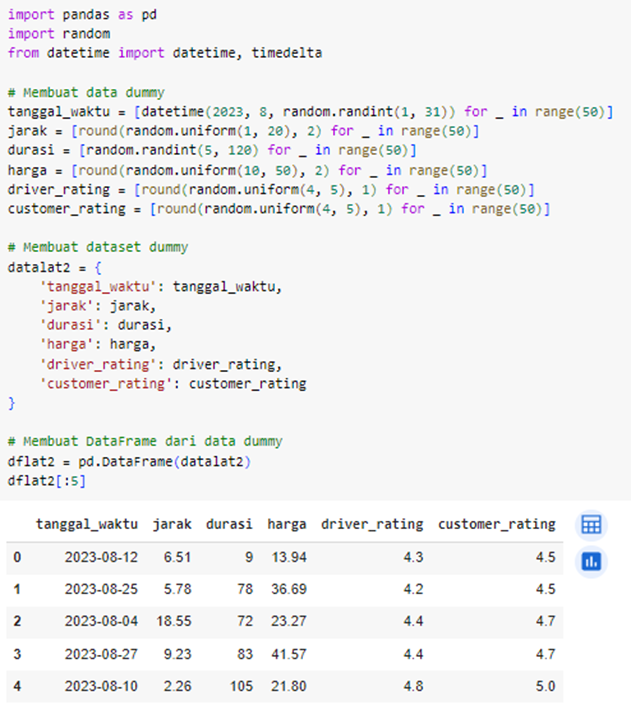 import pandas as pd
import random
from datetime import datetime, timedelta

# Membuat data dummy
tanggal_waktu = [datetime(2023, 8, random.randint(1, 31)) for _ in range(50)]
jarak = [round(random.uniform(1, 20), 2) for _ in range(50)]
durasi = [random.randint(5, 120) for _ in range(50)]
harga = [round(random.uniform(10, 50), 2) for _ in range(50)]
driver_rating = [round(random.uniform(4, 5), 1) for _ in range(50)]
customer_rating = [round(random.uniform(4, 5), 1) for _ in range(50)]

# Membuat dataset dummy
datalat2 = {
    'tanggal_waktu': tanggal_waktu,
    'jarak': jarak,
    'durasi': durasi,
    'harga': harga,
    'driver_rating': driver_rating,
    'customer_rating': customer_rating
}

# Membuat DataFrame dari data dummy
dflat2 = pd.DataFrame(datalat2)
dflat2[:5]

tanggal_waktu jarak durasi harga driver_rating customer_rating
0 2023-08-12 6.51 9 13.94 4.3 4.5
1 2023-08-25 5.78 78 36.69 4.2 4.5
2 2023-08-04 18.55 72 23.27 4.4 4.7
3 2023-08-27 9.23 83 41.57 4.4 4.7
4 2023-08-10 2.26 105 21.80 4.8 5.0